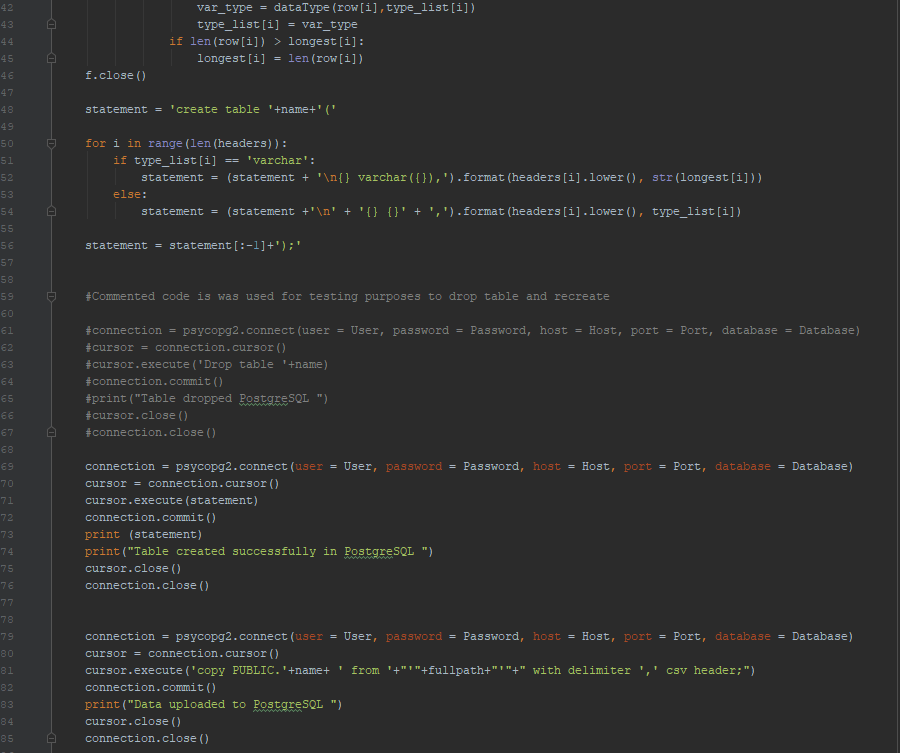 42 var_type = dataType(row[i],type_list[i])
43 type_list[i] = var_type
44 if len(row[i]) > longest[i]:
45 longest[i] = len(row[i])
46 f.close()
47
48 statement = 'create table '+name+'('
49
50 for i in range(len(headers)):
51 if type_list[i] == 'varchar':
52 statement = (statement + '\n{} varchar({}),').format(headers[i].lower(), str(longest[i]))
53 else:
54 statement = (statement +'\n' + '{} {}' + ',').format(headers[i].lower(), type_list[i])
55
56 statement = statement[:-1]+');'
57
58
59 #Commented code is was used for testing purposes to drop table and recreate
60
61 #connection = psycopg2.connect(user = User, password = Password, host = Host, port = Port, database = Database)
62 #cursor = connection.cursor()
63 #cursor.execute('Drop table '+name)
64 #connection.commit()
65 #print("Table dropped PostgreSQL ")
66 #cursor.close()
67 #connection.close()
68
69 connection = psycopg2.connect(user = User, password = Password, host = Host, port = Port, database = Database)
70 cursor = connection.cursor()
71 cursor.execute(statement)
72 connection.commit()
73 print (statement)
74 print("Table created successfully in PostgreSQL ")
75 cursor.close()
76 connection.close()
77
78
79 connection = psycopg2.connect(user = User, password = Password, host = Host, port = Port, database = Database)
80 cursor = connection.cursor()
81 cursor.execute('copy PUBLIC.'+name+ ' from '+"'"+fullpath+"'"+" with delimiter ',' csv header;")
82 connection.commit()
83 print("Data uploaded to PostgreSQL ")
84 cursor.close()
85 connection.close()